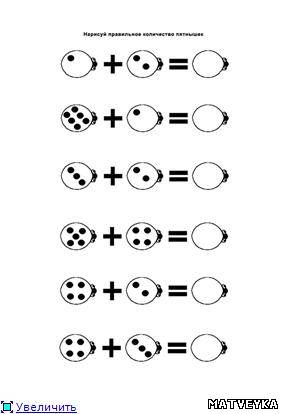 Нарисуй правильное количество пятнышек
+ =
+ =
+ =
+ =
+ =
+ =
Увеличить
MATVEYKA